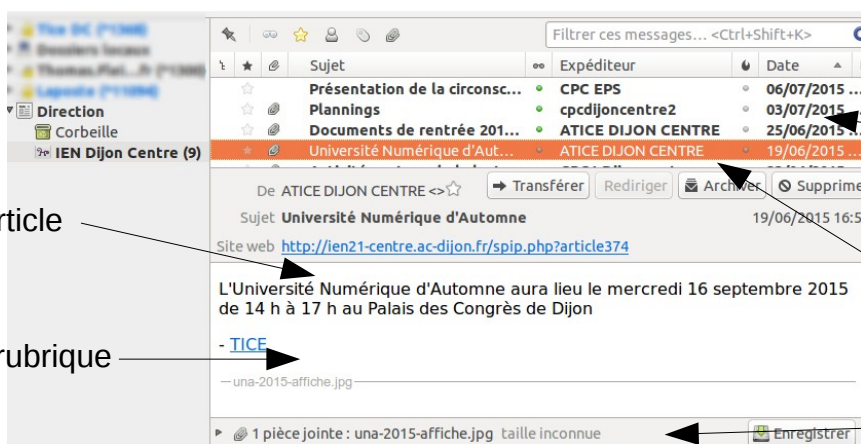 Filtrer ces messages... <Ctrl+Shift+K>
Sujet Expéditeur Date
Présentation de la circonsc... CPC EPS 06/07/2015 ...
Plannings cpcdijoncentre2 03/07/2015 ...
Documents de rentrée 201... ATICE DIJON CENTRE 25/06/2015 ...
Université Numérique d'Aut... ATICE DIJON CENTRE 19/06/2015 ...
Direction
Corbeille
IEN Dijon Centre (9)
De ATICE DIJON CENTRE <> Transférer Rediriger Archiver Supprime
Sujet Université Numérique d'Automne 19/06/2015 16:5
Site web http://ien21-centre.ac-dijon.fr/spip.php?article374
rticle
L'Université Numérique d'Automne aura lieu le mercredi 16 septembre 2015
de 14 h à 17 h au Palais des Congrès de Dijon
- TICE
rubrique
una-2015-affiche.jpg
1 pièce jointe : una-2015-affiche.jpg taille inconnue Enregistrer